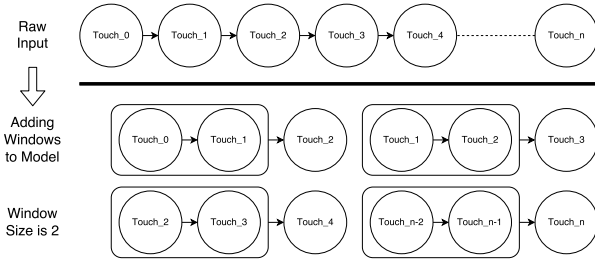 Raw
Input
Touch_0 Touch_1 Touch_2 Touch_3 Touch_4 Touch_n
Adding
Windows
to Model
Touch_0 Touch_1 Touch_2 Touch_1 Touch_2 Touch_3
Window
Size is 2
Touch_2 Touch_3 Touch_4 Touch_n-2 Touch_n-1 Touch_n